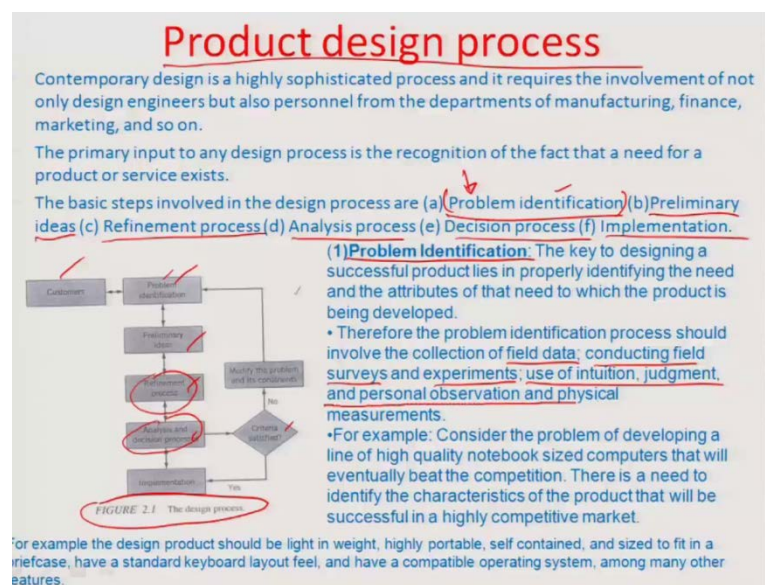 Product design process
Contemporary design is a highly sophisticated process and it requires the involvement of not
only design engineers but also personnel from the departments of manufacturing, finance,
marketing, and so on.
The primary input to any design process is the recognition of the fact that a need for a
product or service exists.
The basic steps involved in the design process are (a)(Problem identification)(b)Preliminary
ideas (c) Refinement process (d) Analysis process (e) Decision process (f) Implementation.
(1)Problem Identification: The key to designing a
successful product lies in properly identifying the need
and the attributes of that need to which the product is
being developed.
• Therefore the problem identification process should
involve the collection of field data; conducting field
surveys and experiments; use of intuition, judgment,
and personal observation and physical
measurements.
•For example: Consider the problem of developing a
line of high quality notebook sized computers that will
eventually beat the competition. There is a need to
identify the characteristics of the product that will be
successful in a highly competitive market.
Customers
Problem
identification
Preliminary
ideas
Refinement
process
Modify the problem
and its constraints
No
Analysis and
decision processes
Criteria
satisfied?
Implementation
Yes
FIGURE 2.1 The design process.
For example the design product should be light in weight, highly portable, self contained, and sized to fit in a
briefcase, have a standard keyboard layout feel, and have a compatible operating system, among many other
features.